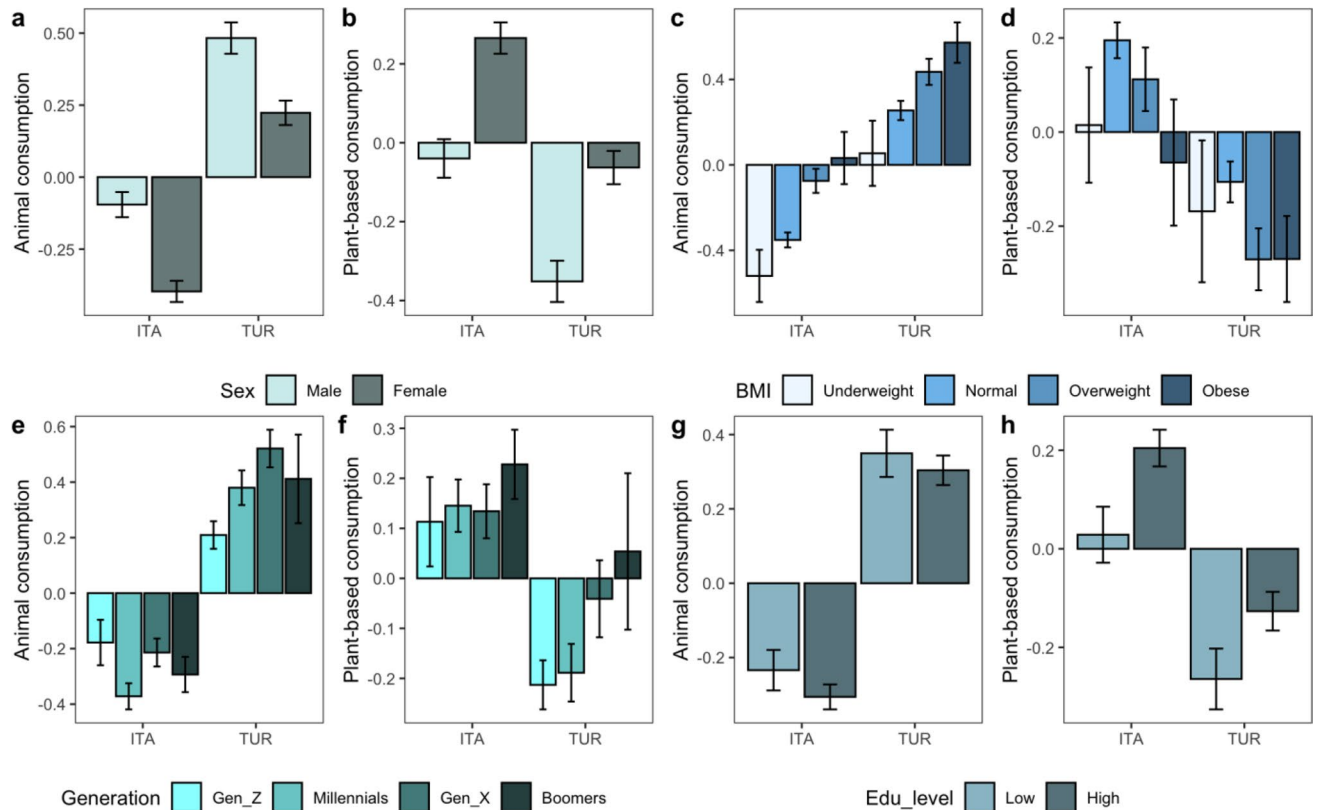 a
Animal consumption
0.50
0.25
0.00
-0.25
ITA TUR
b
Plant-based consumption
0.2
0.0
-0.2
-0.4
ITA TUR
c
Animal consumption
0.4
0.0
-0.4
ITA TUR
d
Plant-based consumption
0.2
0.0
-0.2
ITA TUR
Sex Male Female
BMI Underweight Normal Overweight Obese
e
Animal consumption
0.6
0.4
0.2
0.0
-0.2
-0.4
ITA TUR
f
Plant-based consumption
0.3
0.2
0.1
0.0
-0.1
-0.2
ITA TUR
g
Animal consumption
0.4
0.2
0.0
-0.2
ITA TUR
h
Plant-based consumption
0.2
0.0
-0.2
ITA TUR
Generation Gen_Z Millennials Gen_X Boomers
Edu_level Low High